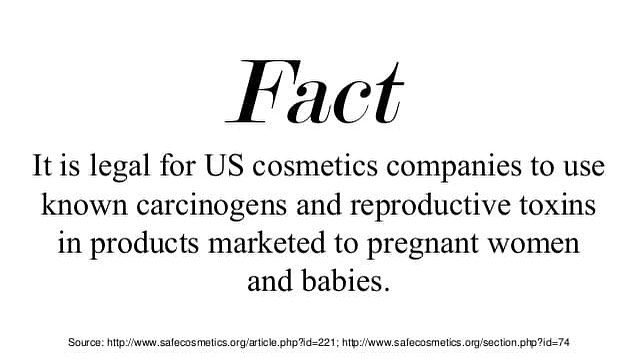 Fact
It is legal for US cosmetics companies to use
known carcinogens and reproductive toxins
in products marketed to pregnant women
and babies.
Source: http://www.safecosmetics.org/article.php?id=221; http://www.safecosmetics.org/section.php?id=74